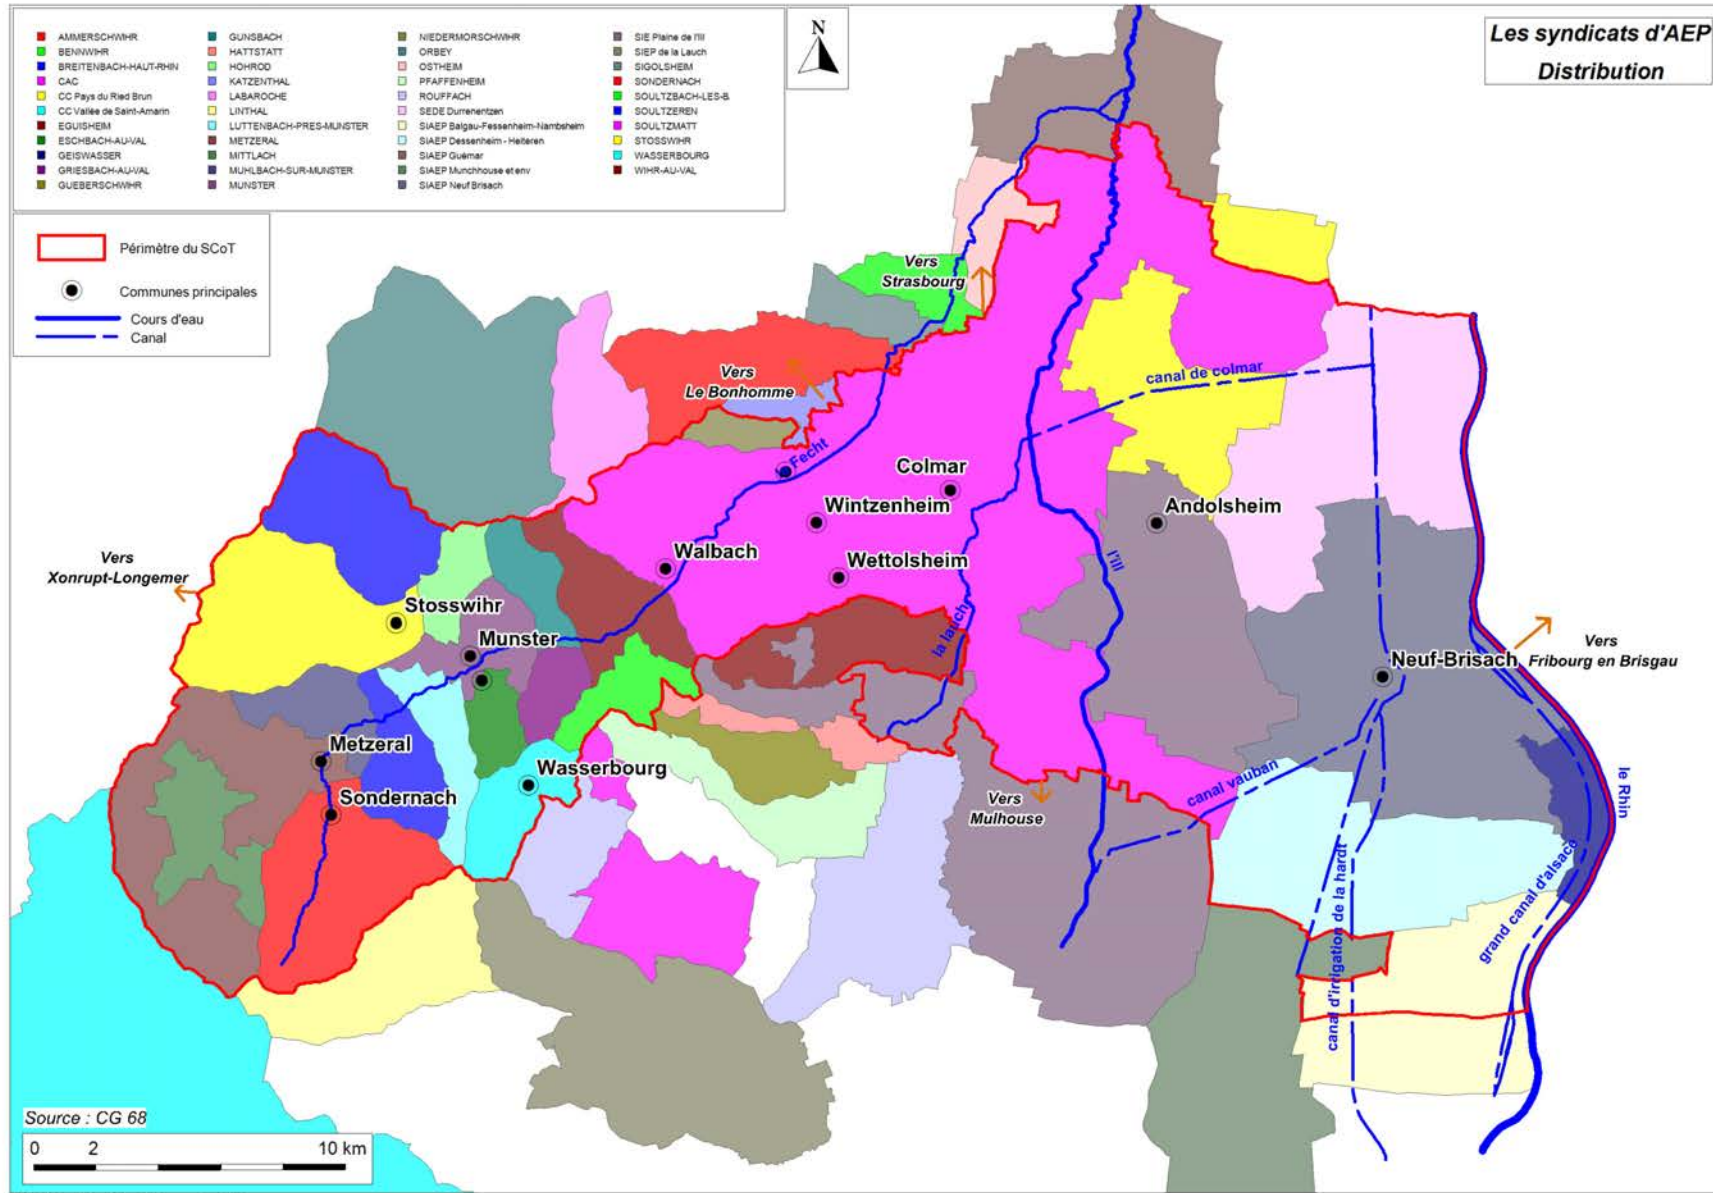 Les syndicats d'AEP
Distribution
N
AMMERSCHWIHR
BENNWIHR
BREITENBACH-HAUT-RHIN
CAC
CC Pays du Ried Brun
CC Vallée de Saint-Amarin
EGUISHEIM
ESCHBACH-AU-VAL
GEISWASSER
GRIESBACH-AU-VAL
GUEBERSCHWIHR
GUNSBACH
HATTSTATT
HOHROD
KATZENTHAL
LABAROCHE
LINTHAL
LUTTENBACH-PRES-MUNSTER
METZERAL
MITTLACH
MUHLBACH-SUR-MUNSTER
MUNSTER
NIEDERMORSCHWIHR
ORBEY
OSTHEIM
PFAFFENHEIM
ROUFFACH
SEDE Durrenentzen
SIAEP Balgau-Fessenheim-Nambsheim
SIAEP Dessenheim - Heiteren
SIAEP Guémar
SIAEP Munchhouse et env
SIAEP Neuf Brisach
SIE Plaine de l'Ill
SIEP de la Lauch
SIGOLSHEIM
SONDERNACH
SOULTZBACH-LES-B.
SOULTZEREN
SOULTZMATT
STOSSWIHR
WASSERBOURG
WIHR-AU-VAL
Périmètre du SCoT
Communes principales
Cours d'eau
Canal
Vers
Strasbourg
Vers
Le Bonhomme
canal de colmar
Fecht
Colmar
Wintzenheim
Andolsheim
Walbach
Wettolsheim
l'Ill
Vers
Xonrupt-Longemer
Stosswihr
la lauch
Munster
Neuf-Brisach
Vers
Fribourg en Brisgau
Metzeral
Wasserbourg
Sondernach
Vers
Mulhouse
canal vauban
le Rhin
canal d'irrigation de la hardt
grand canal d'alsace
Source : CG 68
0 2 10 km